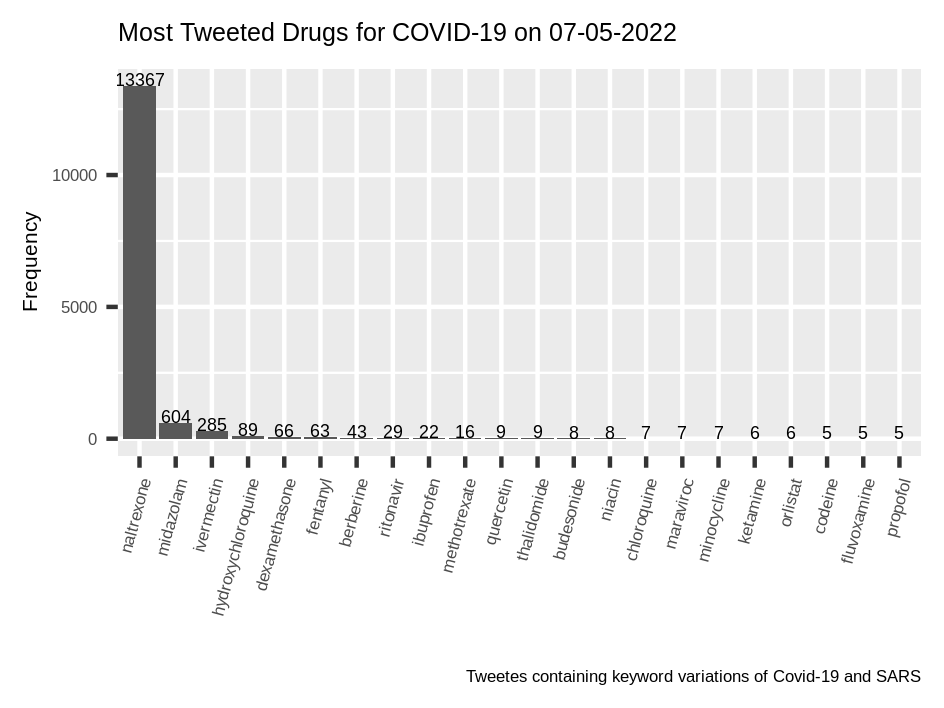 Most Tweeted Drugs for COVID-19 on 07-05-2022
13367
604
285
89
66
63
43
29
22
16
9
9
8
8
7
7
7
6
6
5
5
5
10000
5000
0
Frequency
naltrexone
midazolam
ivermectin
hydroxychloroquine
dexamethasone
fentanyl
berberine
ritonavir
ibuprofen
methotrexate
quercetin
thalidomide
budesonide
niacin
chloroquine
maraviroc
minocycline
ketamine
orlistat
codeine
fluvoxamine
propofol
Tweetes containing keyword variations of Covid-19 and SARS